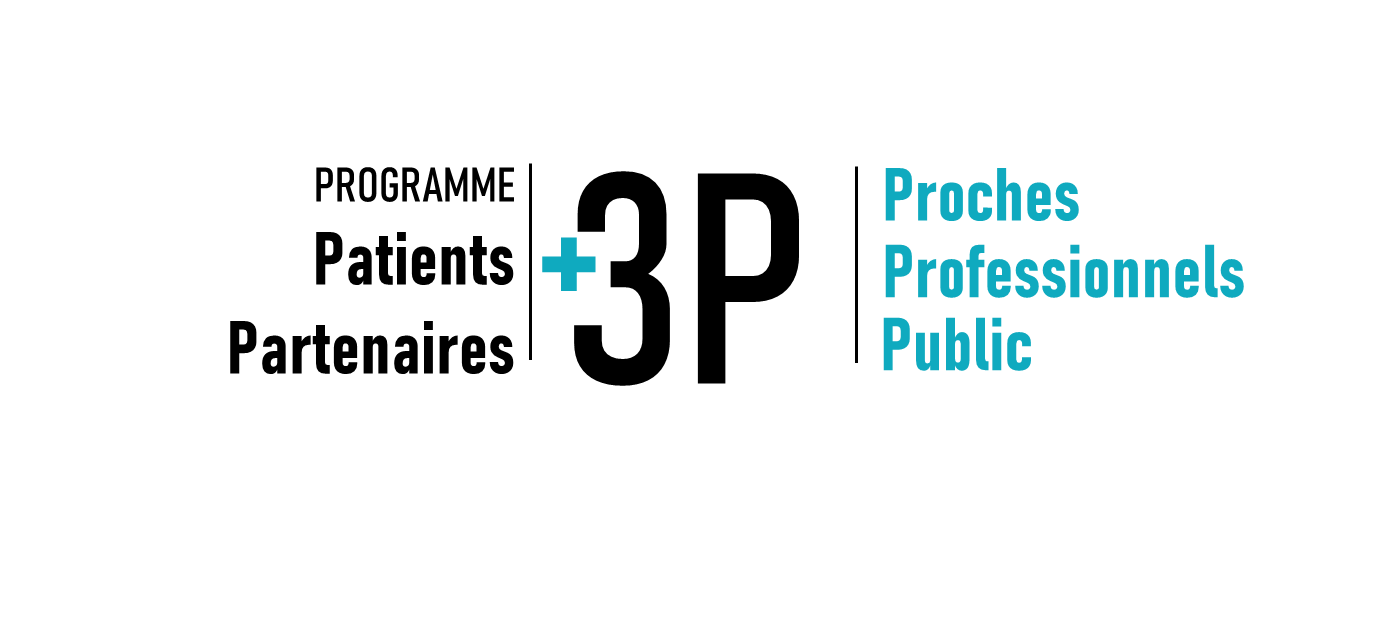 PROGRAMME
Patients
Partenaires
+3P
Proches
Professionnels
Public